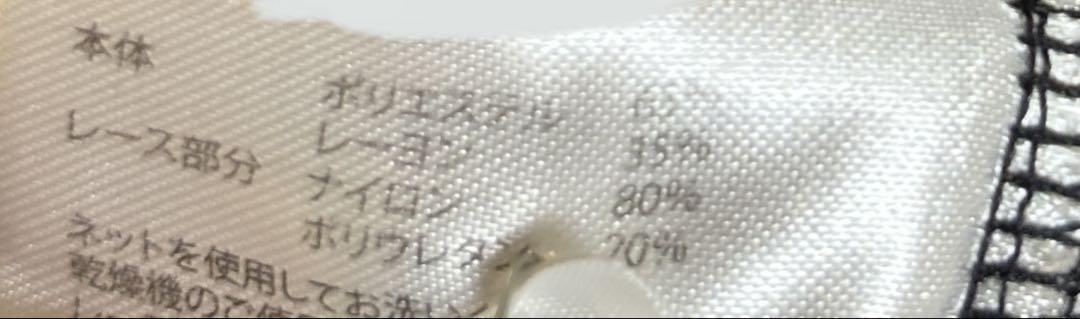 本体
ポリエステル
レーヨン 35%
レース部分
ナイロン 80%
ポリウレタン 20%
ネットを使用してお洗い
乾燥機のご使